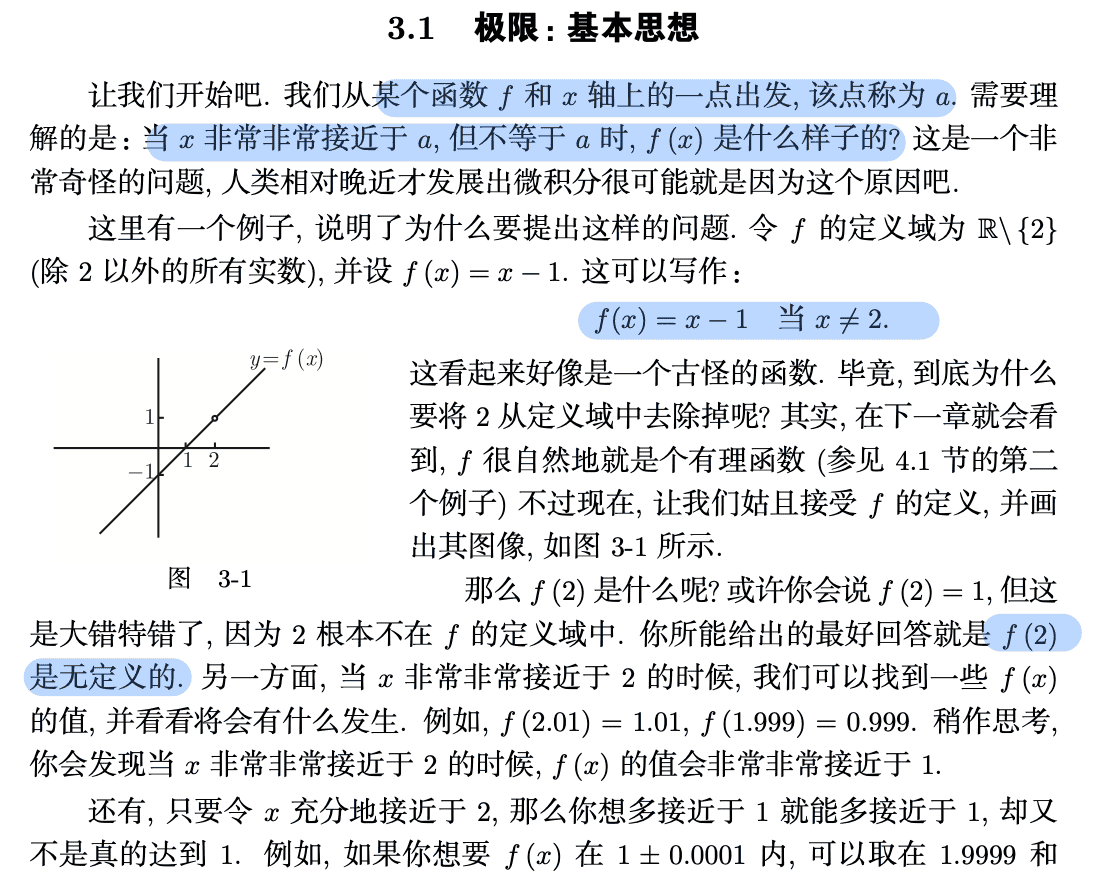 3.1 极限: 基本思想
让我们开始吧. 我们从某个函数 f 和 x 轴上的一点出发, 该点称为 a. 需要理
解的是: 当 x 非常非常接近于 a, 但不等于 a 时, f (x) 是什么样子的? 这是一个非
常奇怪的问题, 人类相对晚近才发展出微积分很可能就是因为这个原因吧.
这里有一个例子, 说明了为什么要提出这样的问题. 令 f 的定义域为 ℝ\{2}
(除 2 以外的所有实数), 并设 f (x) = x − 1. 这可以写作:
f(x) = x − 1 当 x ≠ 2.
y=f (x)
1
−1
1 2
图 3-1
这看起来好像是一个古怪的函数. 毕竟, 到底为什么
要将 2 从定义域中去除掉呢? 其实, 在下一章就会看
到, f 很自然地就是个有理函数 (参见 4.1 节的第二
个例子) 不过现在, 让我们姑且接受 f 的定义, 并画
出其图像, 如图 3-1 所示.
那么 f (2) 是什么呢? 或许你会说 f (2) = 1, 但这
是大错特错了, 因为 2 根本不在 f 的定义域中. 你所能给出的最好回答就是 f (2)
是无定义的. 另一方面, 当 x 非常非常接近于 2 的时候, 我们可以找到一些 f (x)
的值, 并看看将会有什么发生. 例如, f (2.01) = 1.01, f (1.999) = 0.999. 稍作思考,
你会发现当 x 非常非常接近于 2 的时候, f (x) 的值会非常非常接近于 1.
还有, 只要令 x 充分地接近于 2, 那么你想多接近于 1 就能多接近于 1, 却又
不是真的达到 1. 例如, 如果你想要 f (x) 在 1 ± 0.0001 内, 可以取在 1.9999 和